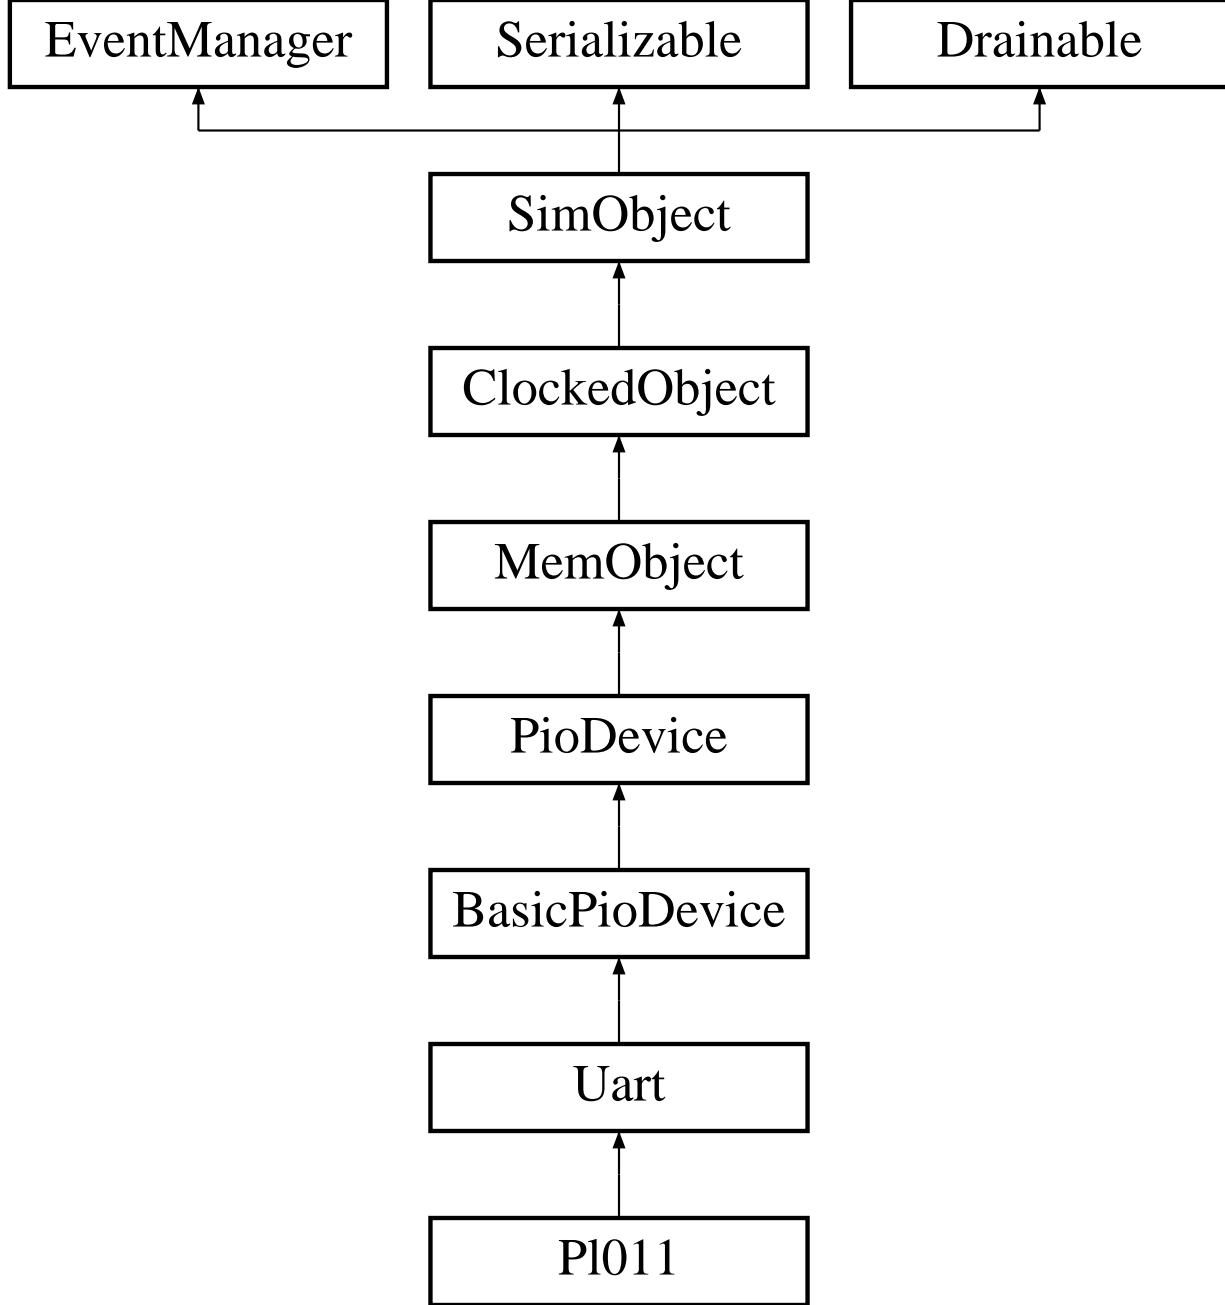 EventManager
Serializable
Drainable
SimObject
ClockedObject
MemObject
PioDevice
BasicPioDevice
Uart
Pl011